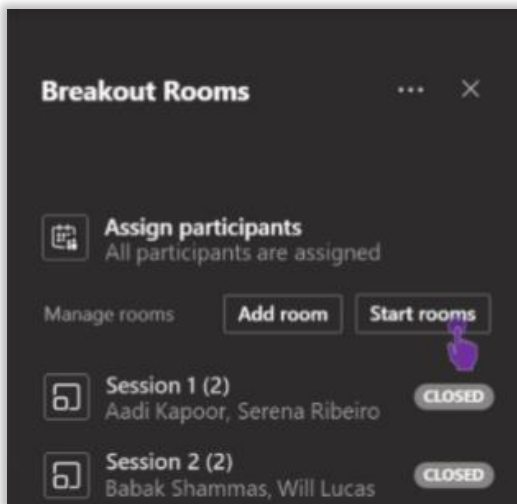 Breakout Rooms
Assign participants
All participants are assigned
Manage rooms Add room Start rooms
Session 1 (2) CLOSED
Aadi Kapoor, Serena Ribeiro
Session 2 (2) CLOSED
Babak Shammas, Will Lucas